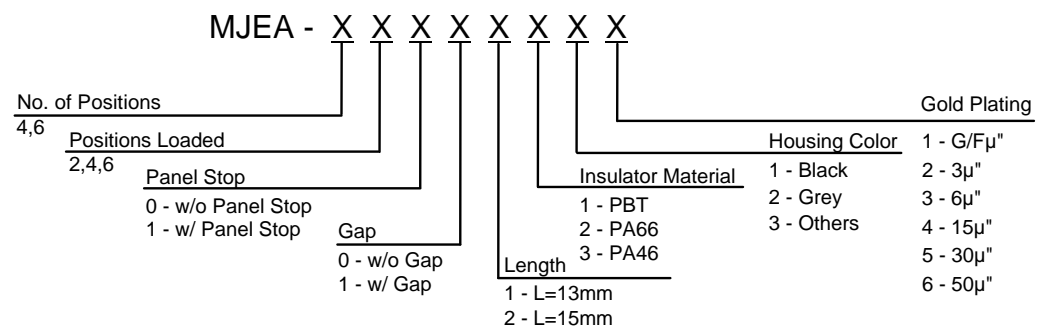 MJEA - X X X X X X X X
No. of Positions
4,6
Positions Loaded
2,4,6
Panel Stop
0 - w/o Panel Stop
1 - w/ Panel Stop
Gap
0 - w/o Gap
1 - w/ Gap
Length
1 - L=13mm
2 - L=15mm
Insulator Material
1 - PBT
2 - PA66
3 - PA46
Housing Color
1 - Black
2 - Grey
3 - Others
Gold Plating
1 - G/Fµ"
2 - 3µ"
3 - 6µ"
4 - 15µ"
5 - 30µ"
6 - 50µ"